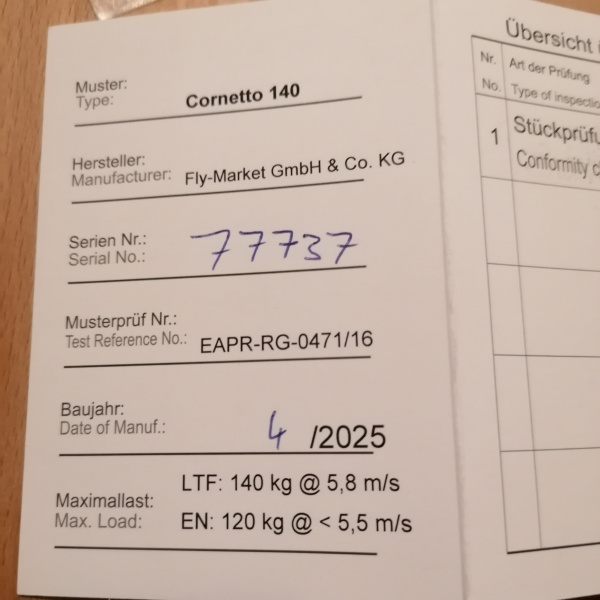 Muster:
Type: Cornetto 140
Hersteller:
Manufacturer: Fly-Market GmbH & Co. KG
Serien Nr.:
Serial No.: 77737
Musterprüf Nr.:
Test Reference No.: EAPR-RG-0471/16
Baujahr:
Date of Manuf.: 4 /2025
LTF: 140 kg @ 5,8 m/s
Maximallast:
Max. Load: EN: 120 kg @ < 5,5 m/s
Übersicht
Nr. Art der Prüfung
No. Type of inspectio
1 Stückprüfu
Conformity c